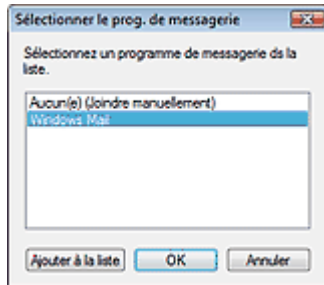 Sélectionner le prog. de messagerie
Sélectionnez un programme de messagerie ds la
liste.
Aucun(e) (Joindre manuellement)
Windows Mail
Ajouter à la liste
OK
Annuler